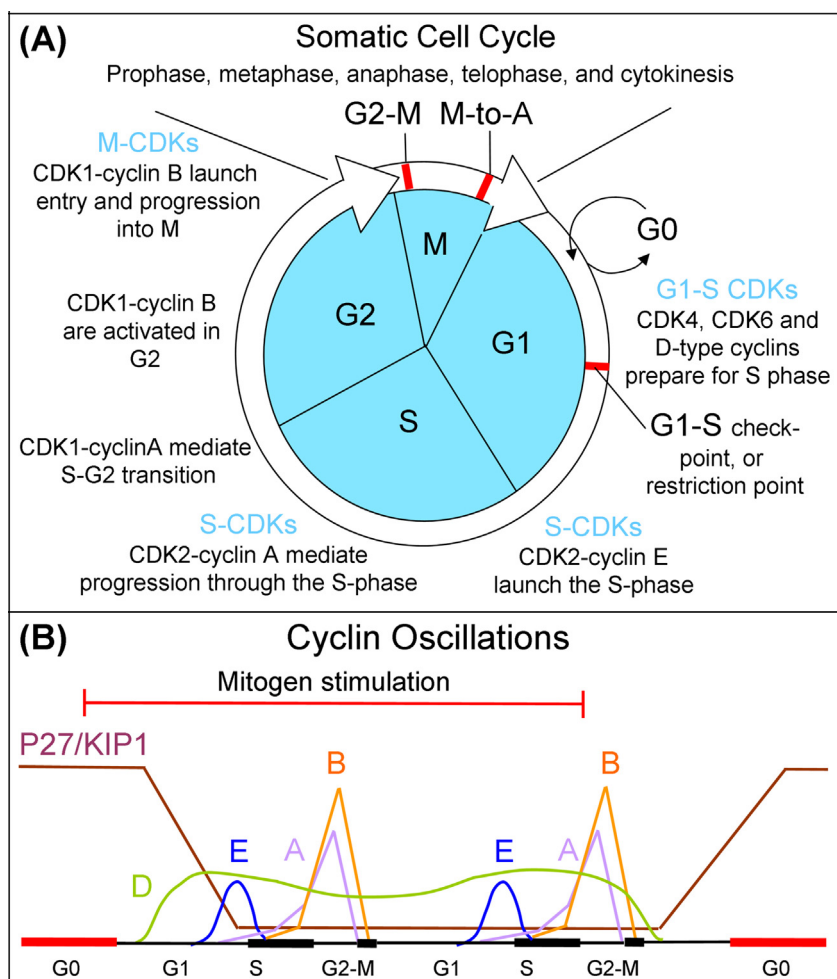 (A)
Somatic Cell Cycle
Prophase, metaphase, anaphase, telophase, and cytokinesis
G2-M M-to-A
M-CDKs
CDK1-cyclin B launch
entry and progression
into M
CDK1-cyclin B
are activated in
G2
CDK1-cyclinA mediate
S-G2 transition
S-CDKs
CDK2-cyclin A mediate
progression through the S-phase
M
G2
G1
S
G0
G1-S CDKs
CDK4, CDK6 and
D-type cyclins
prepare for S phase
G1-S check-
point, or
restriction point
S-CDKs
CDK2-cyclin E
launch the S-phase
(B)
Cyclin Oscillations
Mitogen stimulation
P27/KIP1
B B
E A E A
D
G0 G1 S G2-M G1 S G2-M G0